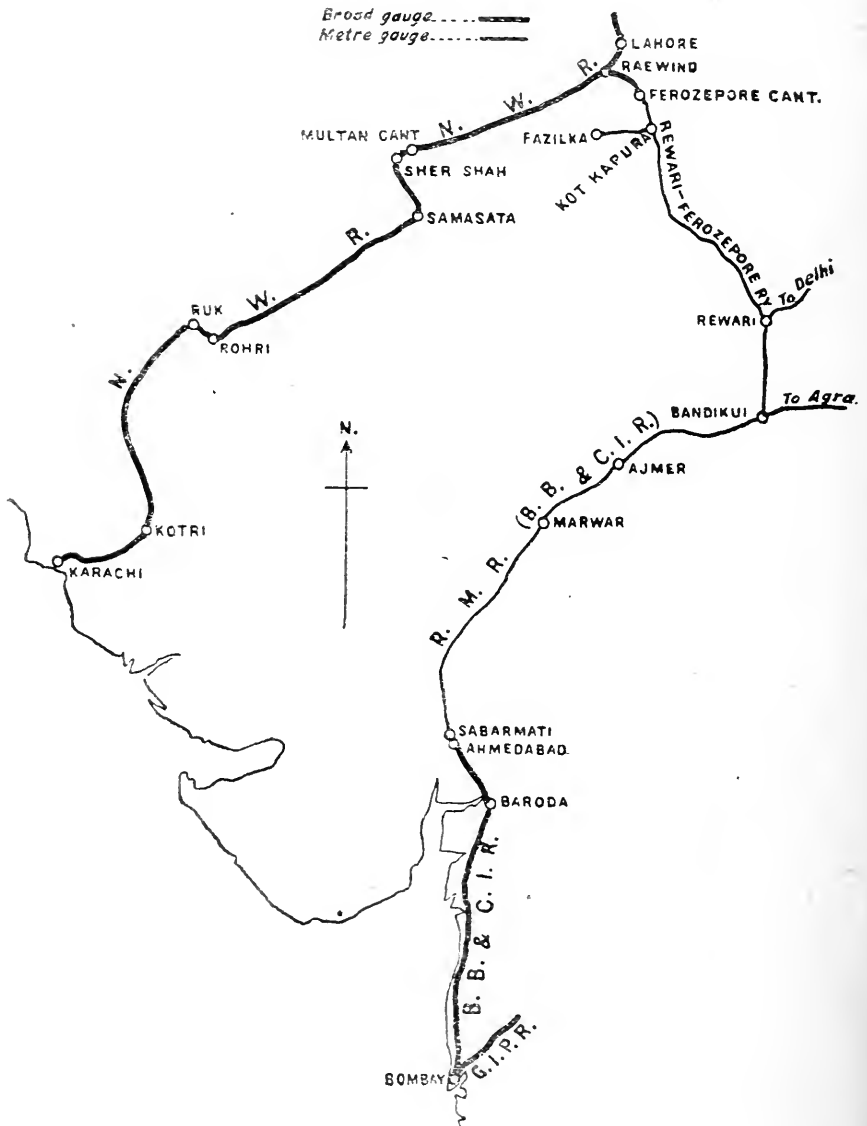 Broad gauge
Metre gauge
LAHORE
RAEWIND
FEROZEPORE CANT.
N. W. R.
MULTAN CANT
SHER SHAH
FAZILKA
KOT KAPURA
REWARI-FEROZEPORE RY.
SAMASATA
N. W. R.
RUK
ROHRI
To Delhi
REWARI
BANDIKUI
To Agra.
N.
(B. B. & C. I. R.)
AJMER
MARWAR
KOTRI
KARACHI
R. M. R.
SABARMATI
AHMEDABAD.
BARODA
B. B. & C. I. R.
G.I.P.R.
BOMBAY